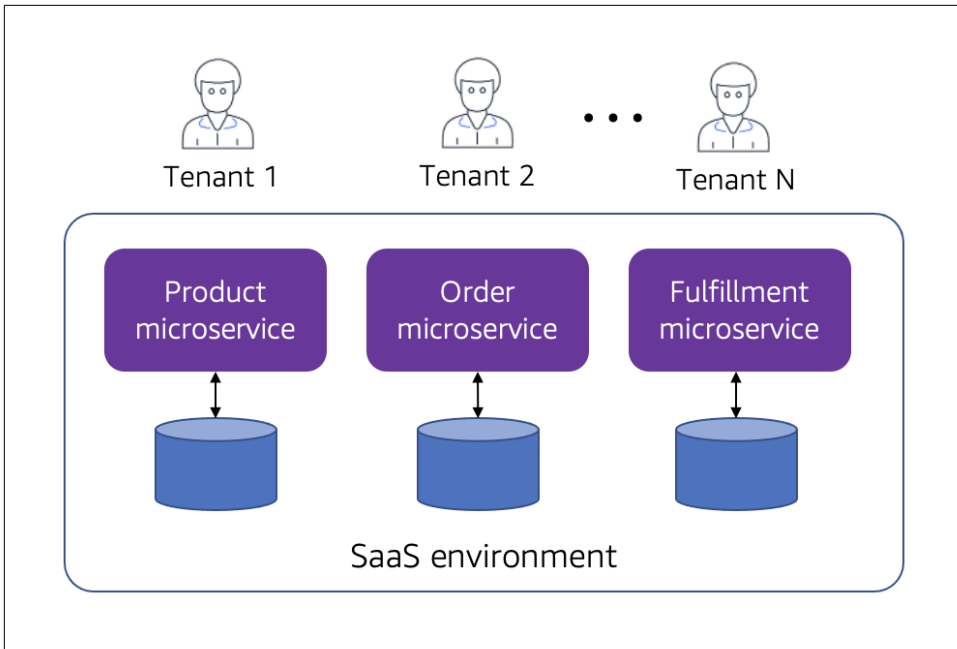 Tenant 1
Tenant 2
Tenant N
Product
microservice
Order
microservice
Fulfillment
microservice
SaaS environment